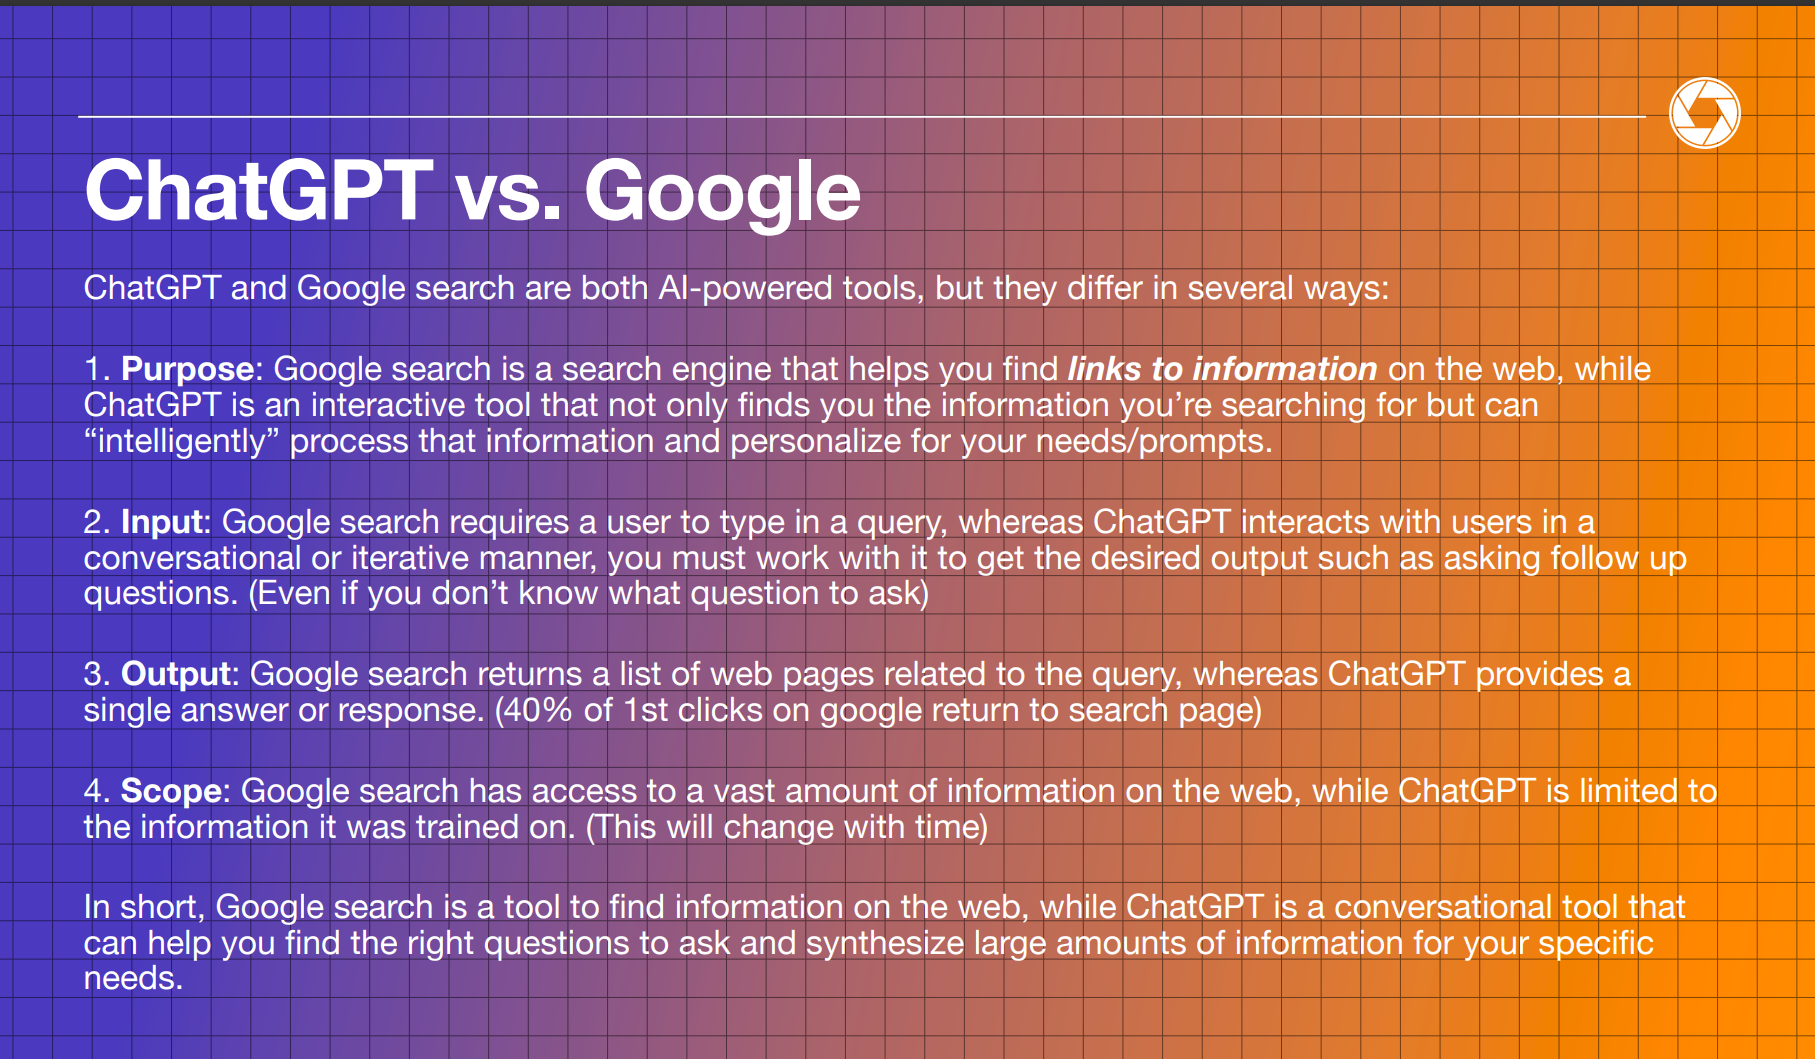 ChatGPT vs. Google
ChatGPT and Google search are both AI-powered tools, but they differ in several ways:
1. Purpose: Google search is a search engine that helps you find links to information on the web, while
ChatGPT is an interactive tool that not only finds you the information you’re searching for but can
“intelligently” process that information and personalize for your needs/prompts.
2. Input: Google search requires a user to type in a query, whereas ChatGPT interacts with users in a
conversational or iterative manner, you must work with it to get the desired output such as asking follow up
questions. (Even if you don’t know what question to ask)
3. Output: Google search returns a list of web pages related to the query, whereas ChatGPT provides a
single answer or response. (40% of 1st clicks on google return to search page)
4. Scope: Google search has access to a vast amount of information on the web, while ChatGPT is limited to
the information it was trained on. (This will change with time)
In short, Google search is a tool to find information on the web, while ChatGPT is a conversational tool that
can help you find the right questions to ask and synthesize large amounts of information for your specific
needs.